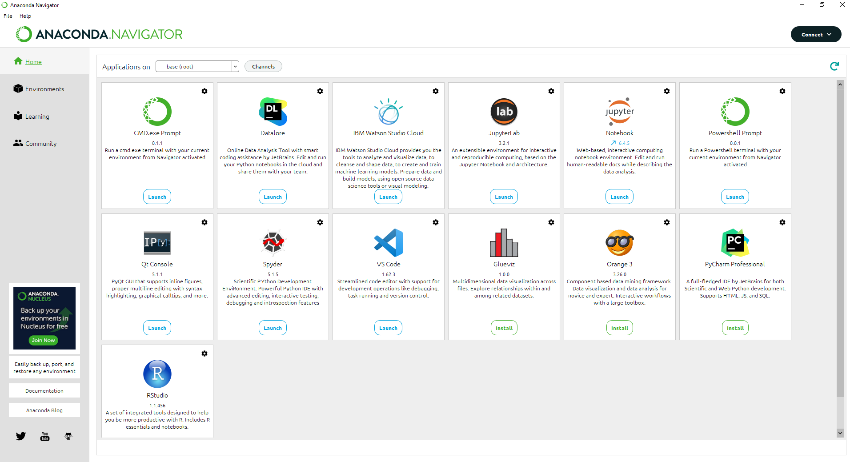 Anaconda Navigator
File Help
ANACONDA.NAVIGATOR
Connect
Home
Environments
Learning
Community
Applications on base (root) Channels
CMD.exe Prompt
0.1.1
Run a cmd.exe terminal with your current
environment from Navigator activated
Launch
DL
Datalore
Online Data Analysis Tool with smart
coding assistance by JetBrains. Edit and run
your Python notebooks in the cloud and
share them with your team.
Launch
IBM Watson Studio Cloud
IBM Watson Studio Cloud provides you the
tools to analyze and visualize data, to
cleanse and shape data, to create and train
machine learning models. Prepare data and
build models, using open source data
science tools or visual modeling.
Launch
lab
JupyterLab
3.2.1
An extensible environment for interactive
and reproducible computing, based on the
Jupyter Notebook and Architecture.
Launch
jupyter
Notebook
6.4.5
Web-based, interactive computing
notebook environment. Edit and run
human-readable docs while describing the
data analysis.
Launch
Powershell Prompt
0.0.1
Run a Powershell terminal with your
current environment from Navigator
activated
Launch
IP[y]:
Qt Console
5.1.1
PyQt GUI that supports inline figures,
proper multiline editing with syntax
highlighting, graphical calltips, and more.
Launch
Spyder
5.1.5
Scientific Python Development
EnviRonment. Powerful Python IDE with
advanced editing, interactive testing,
debugging and introspection features
Launch
VS Code
1.62.3
Streamlined code editor with support for
development operations like debugging,
task running and version control.
Launch
Glueviz
1.0.0
Multidimensional data visualization across
files. Explore relationships within and
among related datasets.
Install
Orange 3
3.26.0
Component based data mining framework.
Data visualization and data analysis for
novice and expert. Interactive workflows
with a large toolbox.
Install
PC
PyCharm Professional
A full-fledged IDE by JetBrains for both
Scientific and Web Python development.
Supports HTML, JS, and SQL.
Install
R
RStudio
1.1.456
A set of integrated tools designed to help
you be more productive with R. Includes R
essentials and notebooks.
ANACONDA.
NUCLEUS
Back up your
environments in
Nucleus for free
Join Now
Easily back up, port, and
restore any environment
Documentation
Anaconda Blog